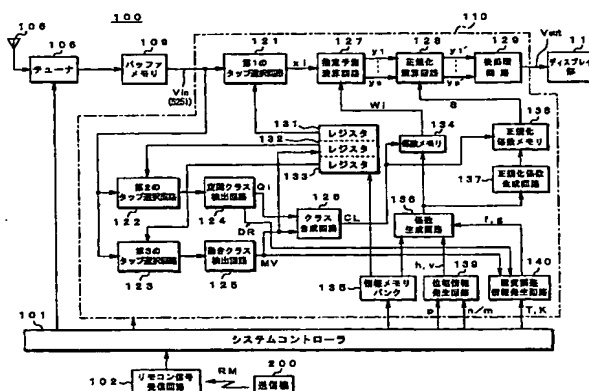 100
110
106
106
チューナ
109
バッファ
メモリ
Vin
(525i)
121
第1の
タップ選択回路
xi
127
推定予測
演算回路
y1
128
正規化
演算回路
y1'
129
後処理
回路
Vout
ディスプレイ
部
131
132
133
レジスタ
レジスタ
レジスタ
Wi
134
係数メモリ
S
138
正規化
係数メモリ
137
正規化係数
生成回路
第2の
タップ選択回路
122
空間クラス
検出回路
124
Qi
126
クラス
生成回路
CL
DR
MV
136
係数
生成回路
f,g
第3の
タップ選択回路
123
動きクラス
検出回路
125
135
情報メモリ
バンク
h,v
139
位相情報
発生回路
140
情報発生回路
p
n/m
T,K
101
システムコントローラ
102
リモコン信号
受信回路
RM
200
送信機